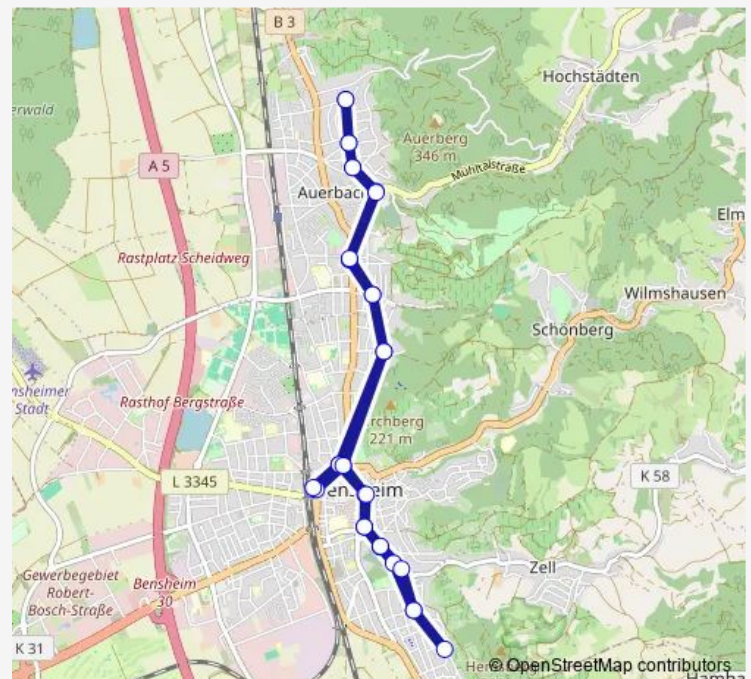 B 3
Hochstädten
erwald
Auerberg
346 m
A 5
Mühltalstraße
Auerbac
Elm
Rastplatz Scheidweg
Wilmshausen
Schönberg
nsheimer
Stadt
Rasthof Bergstraße
rchberg
221 m
L 3345
ensheim
K 58
Zell
Gewerbegebiet
Robert-
Bosch-Straße
Bensheim
30
K 31
© OpenStreetMap contributors